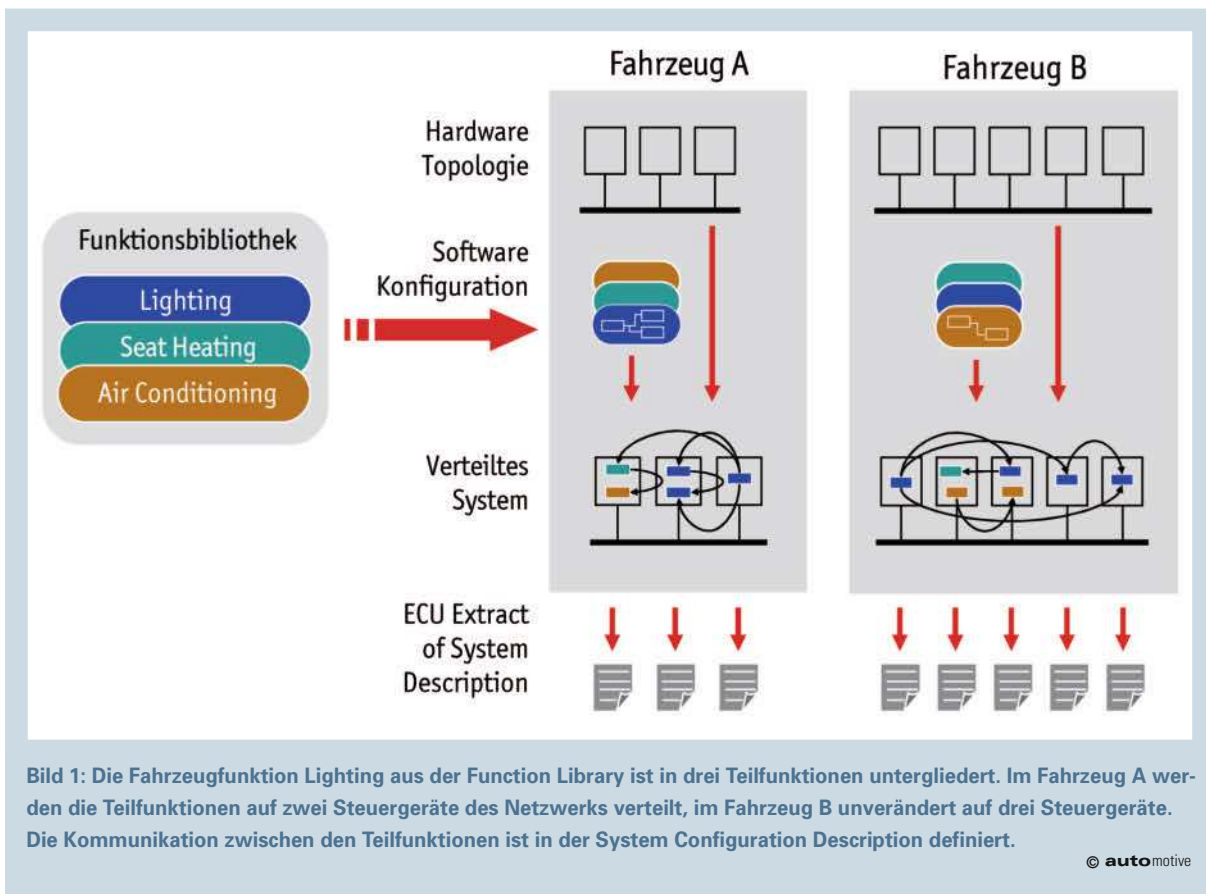 Fahrzeug A
Fahrzeug B
Hardware
Topologie
Funktionsbibliothek
Lighting
Seat Heating
Air Conditioning
Software
Konfiguration
Verteiltes
System
ECU Extract
of System
Description
Bild 1: Die Fahrzeugfunktion Lighting aus der Function Library ist in drei Teilfunktionen untergliedert. Im Fahrzeug A wer-
den die Teilfunktionen auf zwei Steuergeräte des Netzwerks verteilt, im Fahrzeug B unverändert auf drei Steuergeräte.
Die Kommunikation zwischen den Teilfunktionen ist in der System Configuration Description definiert.
© automotive